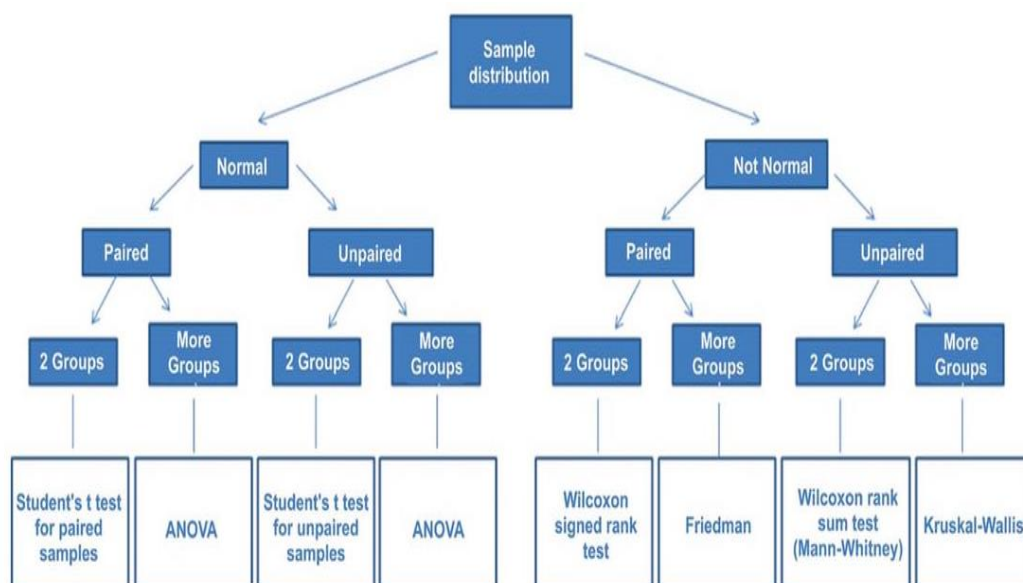 Sample
distribution
Normal
Not Normal
Paired
Unpaired
Paired
Unpaired
2 Groups
More
Groups
2 Groups
More
Groups
2 Groups
More
Groups
2 Groups
More
Groups
Student's t test
for paired
samples
ANOVA
Student's t test
for unpaired
samples
ANOVA
Wilcoxon
signed rank
test
Friedman
Wilcoxon rank
sum test
(Mann-Whitney)
Kruskal-Wallis